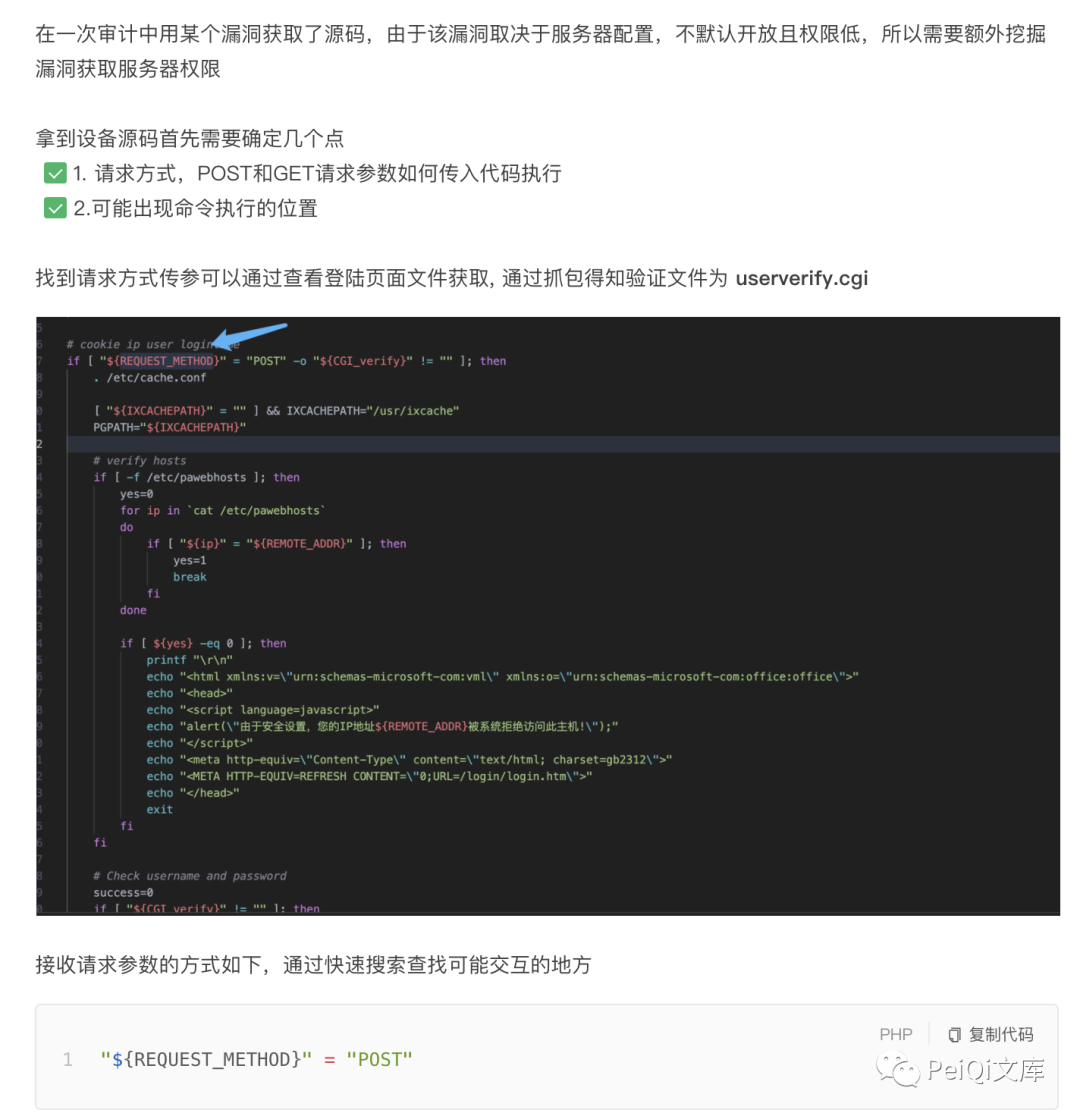 在一次审计中用某个漏洞获取了源码，由于该漏洞取决于服务器配置，不默认开放且权限低，所以需要额外挖掘
漏洞获取服务器权限
拿到设备源码首先需要确定几个点
✅ 1. 请求方式，POST和GET请求参数如何传入代码执行
✅ 2.可能出现命令执行的位置
找到请求方式传参可以通过查看登陆页面文件获取, 通过抓包得知验证文件为 userverify.cgi
# cookie ip user login
if [ "${REQUEST_METHOD}" = "POST" -o "${CGI_verify}" != "" ]; then
. /etc/cache.conf
[ "${IXCACHEPATH}" = "" ] && IXCACHEPATH="/usr/ixcache"
PGPATH="${IXCACHEPATH}"
# verify hosts
if [ -f /etc/pawebhosts ]; then
yes=0
for ip in `cat /etc/pawebhosts`
do
if [ "${ip}" = "${REMOTE_ADDR}" ]; then
yes=1
break
fi
done
if [ ${yes} -eq 0 ]; then
printf "\r\n"
echo "<html xmlns:v=\"urn:schemas-microsoft-com:vml\" xmlns:o=\"urn:schemas-microsoft-com:office:office\">"
echo "<head>"
echo "<script language=javascript>"
echo "alert(\"由于安全设置，您的IP地址${REMOTE_ADDR}被系统拒绝访问此主机!\");"
echo "</script>"
echo "<meta http-equiv=\"Content-Type\" content=\"text/html; charset=gb2312\">"
echo "<META HTTP-EQUIV=REFRESH CONTENT=\"0;URL=/login/login.htm\">"
echo "</head>"
exit
fi
fi
# Check username and password
success=0
if [ "${CGI_verify}" != "" ]; then
接收请求参数的方式如下，通过快速搜索查找可能交互的地方
PHP 复制代码
1 "${REQUEST_METHOD}" = "POST"
PeiQi文库